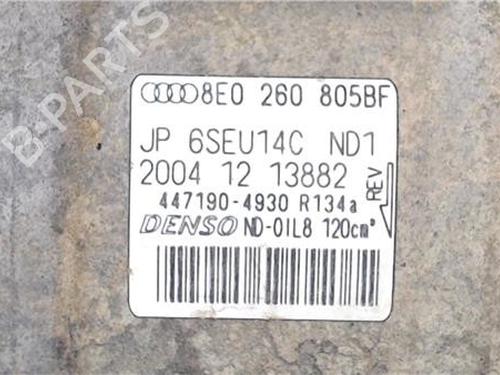 B-PARTS
8E0 260 805BF
JP 6SEU14C ND1
2004 12 13882
REV
447190-4930 R134a
DENSO ND-OIL8 120cm³